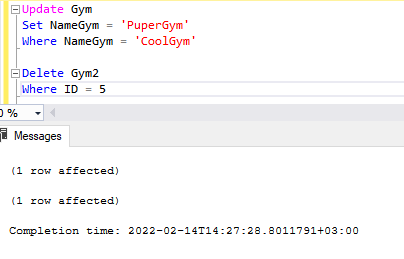 Update Gym
Set NameGym = 'PuperGym'
Where NameGym = 'CoolGym'
Delete Gym2
Where ID = 5
0 %
Messages
(1 row affected)
(1 row affected)
Completion time: 2022-02-14T14:27:28.8011791+03:00